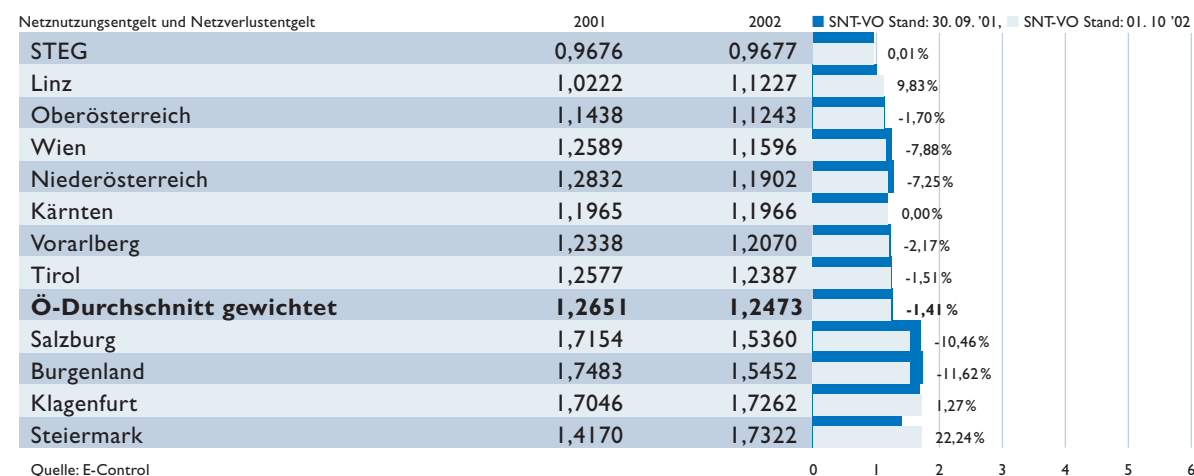 Netznutzungsentgelt und Netzverlustentgelt 2001 2002 SNT-VO Stand: 30. 09. '01, SNT-VO Stand: 01. 10 '02
STEG 0,9676 0,9677 0,01%
Linz 1,0222 1,1227 9,83%
Oberösterreich 1,1438 1,1243 -1,70%
Wien 1,2589 1,1596 -7,88%
Niederösterreich 1,2832 1,1902 -7,25%
Kärnten 1,1965 1,1966 0,00%
Vorarlberg 1,2338 1,2070 -2,17%
Tirol 1,2577 1,2387 -1,51%
Ö-Durchschnitt gewichtet 1,2651 1,2473 -1,41%
Salzburg 1,7154 1,5360 -10,46%
Burgenland 1,7483 1,5452 -11,62%
Klagenfurt 1,7046 1,7262 1,27%
Steiermark 1,4170 1,7322 22,24%
Quelle: E-Control 0 1 2 3 4 5 6